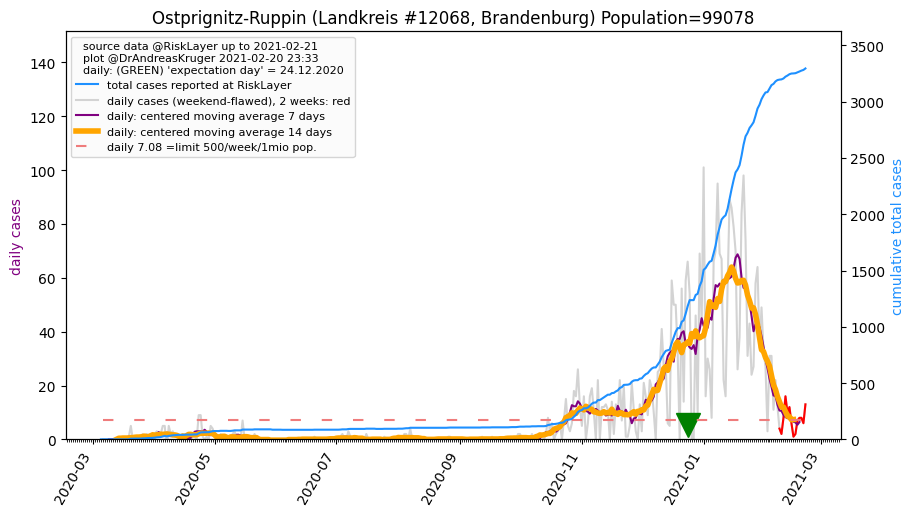 Ostprignitz-Ruppin (Landkreis #12068, Brandenburg) Population=99078
source data @RiskLayer up to 2021-02-21
plot @DrAndreasKruger 2021-02-20 23:33
daily: (GREEN) 'expectation day' = 24.12.2020
total cases reported at RiskLayer
daily cases (weekend-flawed), 2 weeks: red
daily: centered moving average 7 days
daily: centered moving average 14 days
daily 7.08 =limit 500/week/1mio pop.
daily cases
140
120
100
80
60
40
20
0
3500
3000
2500
2000
1500
1000
500
0
cumulative total cases
2020-03
2020-05
2020-07
2020-09
2020-11
2021-01
2021-03